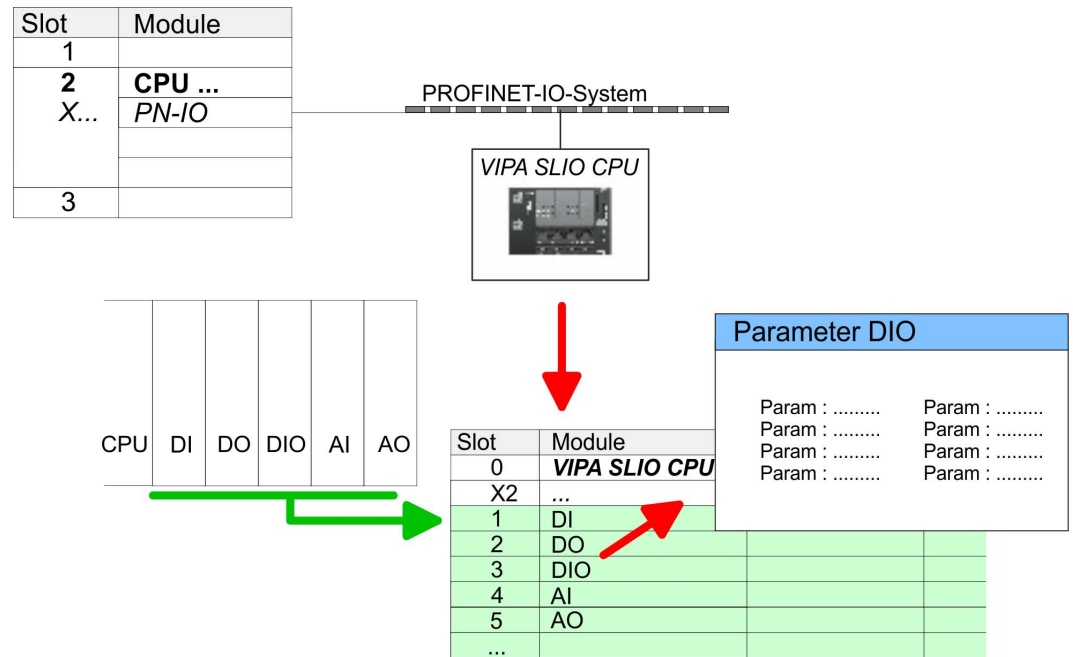 Slot Module
1
2 CPU ...
X... PN-IO
3
PROFINET-IO-System
VIPA SLIO CPU
CPU DI DO DIO AI AO
Parameter DIO
Param : ......... Param : .........
Param : ......... Param : .........
Param : ......... Param : .........
Param : ......... Param : .........
Slot Module
0 VIPA SLIO CPU
X2 ...
1 DI
2 DO
3 DIO
4 AI
5 AO
...